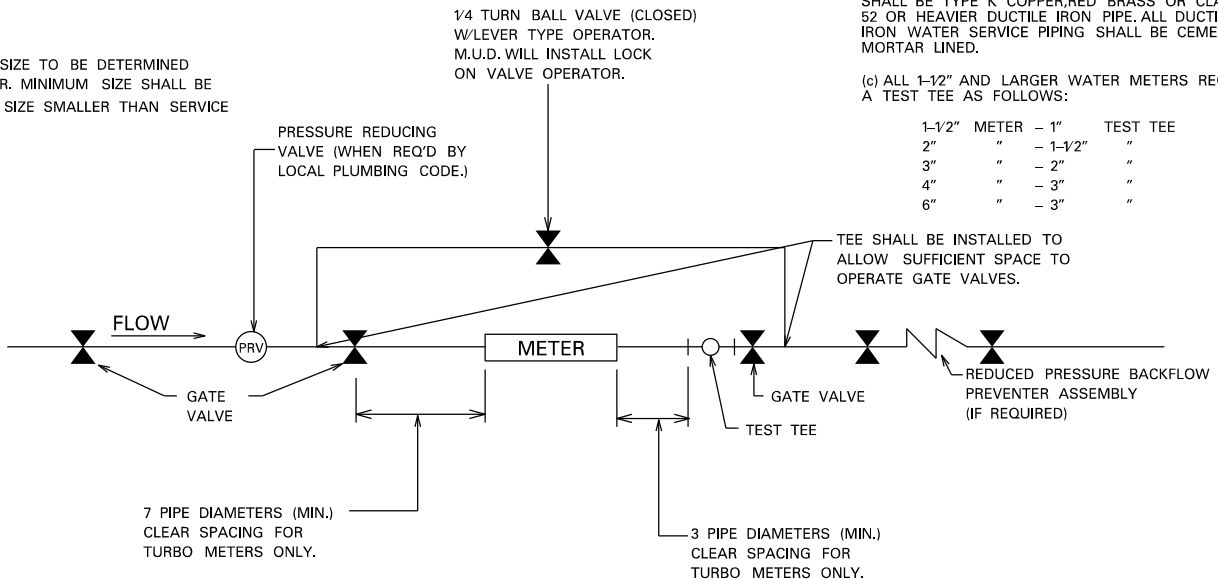 1/4 TURN BALL VALVE (CLOSED)
W/LEVER TYPE OPERATOR.
M.U.D. WILL INSTALL LOCK
ON VALVE OPERATOR.
SHALL BE TYPE K COPPER,RED BRASS OR
52 OR HEAVIER DUCTILE IRON PIPE. ALL
IRON WATER SERVICE PIPING SHALL BE
MORTAR LINED.
(c) ALL 1-1/2" AND LARGER WATER METERS
A TEST TEE AS FOLLOWS:
1-1/2" METER - 1" TEST TEE
2" " - 1-1/2" "
3" " - 2" "
4" " - 3" "
6" " - 3" "
SIZE TO BE DETERMINED
R. MINIMUM SIZE SHALL BE
SIZE SMALLER THAN SERVICE
PRESSURE REDUCING
VALVE (WHEN REQ'D BY
LOCAL PLUMBING CODE.)
TEE SHALL BE INSTALLED TO
ALLOW SUFFICIENT SPACE TO
OPERATE GATE VALVES.
FLOW
PRV
METER
GATE
VALVE
GATE VALVE
TEST TEE
REDUCED PRESSURE BACKFLOW
PREVENTER ASSEMBLY
(IF REQUIRED)
7 PIPE DIAMETERS (MIN.)
CLEAR SPACING FOR
TURBO METERS ONLY.
3 PIPE DIAMETERS (MIN.)
CLEAR SPACING FOR
TURBO METERS ONLY.